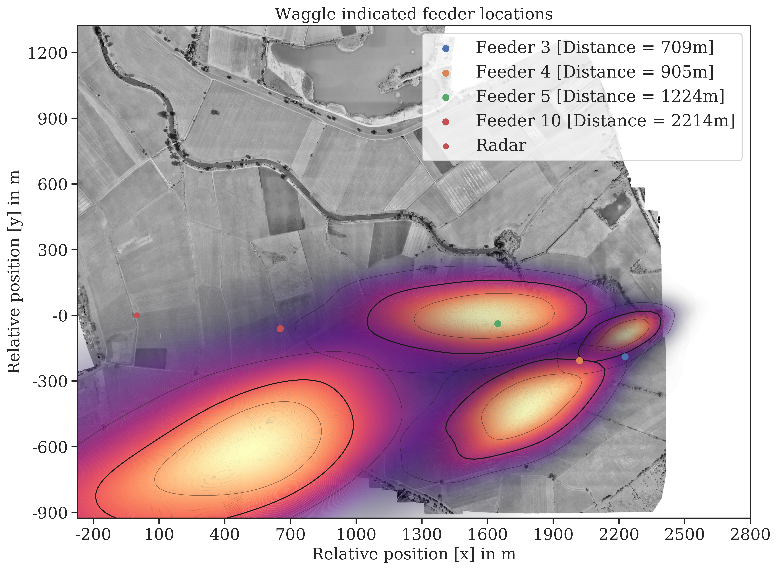 Waggle indicated feeder locations
Feeder 3 [Distance = 709m]
Feeder 4 [Distance = 905m]
Feeder 5 [Distance = 1224m]
Feeder 10 [Distance = 2214m]
Radar
Relative position [y] in m
1200
900
600
300
-0
-300
-600
-900
-200 100 400 700 1000 1300 1600 1900 2200 2500 2800
Relative position [x] in m